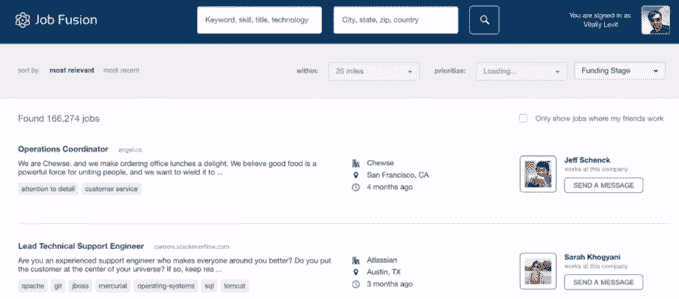 Job Fusion
Keyword, skill, title, technology
City, state, zip, country
You are signed in as:
Vitaliy Levit
sort by: most relevant most recent
within: 25 miles
prioritize: Loading...
Funding Stage
Found 166,274 jobs
Only show jobs where my friends work
Operations Coordinator angel.co
We are Chewse, and we make ordering office lunches a delight. We believe good food is a
powerful force for uniting people, and we want to wield it to ...
attention to detail customer service
Chewse
San Francisco, CA
4 months ago
Jeff Schenck
works at this company
SEND A MESSAGE
Lead Technical Support Engineer careers.stackoverflow.com
Are you an experienced support engineer who makes everyone around you better? Do you put
the customer at the center of your universe? If so, keep rea ...
apache git jboss mercurial operating-systems sql tomcat
Atlassian
Austin, TX
3 months ago
Sarah Khogyani
works at this company
SEND A MESSAGE